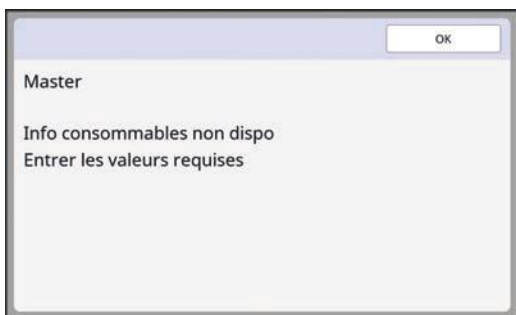 OK
Master
Info consommables non dispo
Entrer les valeurs requises